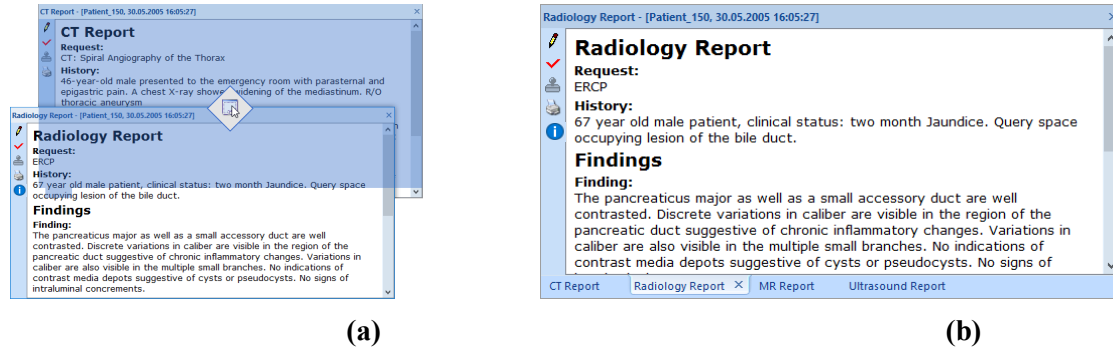 CT Report - [Patient_150, 30.05.2005 16:05:27]
CT Report
Request:
CT: Spiral Angiography of the Thorax
History:
46-year-old male presented to the emergency room with parasternal and
epigastric pain. A chest X-ray showed widening of the mediastinum. R/O
thoracic aneurysm
Radiology Report - [Patient_150, 30.05.2005 16:05:27]
Radiology Report
Request:
ERCP
History:
67 year old male patient, clinical status: two month Jaundice. Query space
occupying lesion of the bile duct.
Findings
Finding:
The pancreaticus major as well as a small accessory duct are well
contrasted. Discrete variations in caliber are visible in the region of the
pancreatic duct suggestive of chronic inflammatory changes. Variations in
caliber are also visible in the multiple small branches. No indications of
contrast media depots suggestive of cysts or pseudocysts. No signs of
intraluminal concrements.
(a)
Radiology Report - [Patient_150, 30.05.2005 16:05:27]
Radiology Report
Request:
ERCP
History:
67 year old male patient, clinical status: two month Jaundice. Query space
occupying lesion of the bile duct.
Findings
Finding:
The pancreaticus major as well as a small accessory duct are well
contrasted. Discrete variations in caliber are visible in the region of the
pancreatic duct suggestive of chronic inflammatory changes. Variations in
caliber are also visible in the multiple small branches. No indications of
contrast media depots suggestive of cysts or pseudocysts. No signs of
CT Report Radiology Report MR Report Ultrasound Report
(b)